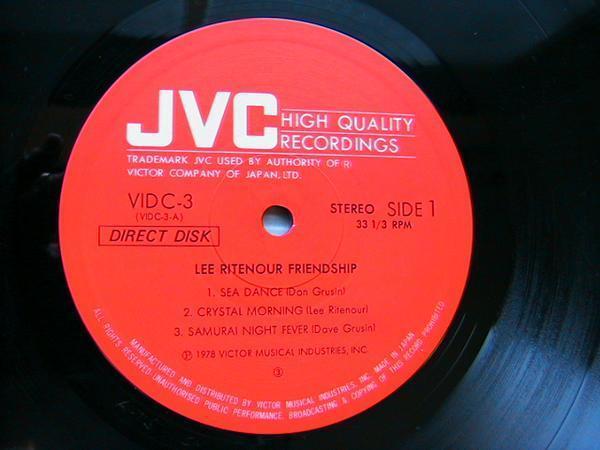 JVC HIGH QUALITY
RECORDINGS
TRADEMARK JVC USED BY AUTHORITY OF (R)
VICTOR COMPANY OF JAPAN, LTD.
VIDC-3
(VIDC-3-A)
DIRECT DISK
STEREO SIDE 1
33 1/3 RPM
LEE RITENOUR FRIENDSHIP
1. SEA DANCE (Don Grusin)
2. CRYSTAL MORNING (Lee Ritenour)
3. SAMURAI NIGHT FEVER (Dave Grusin)
Ⓟ 1978 VICTOR MUSICAL INDUSTRIES, INC.
③
MANUFACTURED AND DISTRIBUTED BY VICTOR MUSICAL INDUSTRIES, INC. MADE IN JAPAN
ALL RIGHTS RESERVED. UNAUTHORISED PUBLIC PERFORMANCE, BROADCASTING & COPYING OF THIS RECORD PROHIBITED